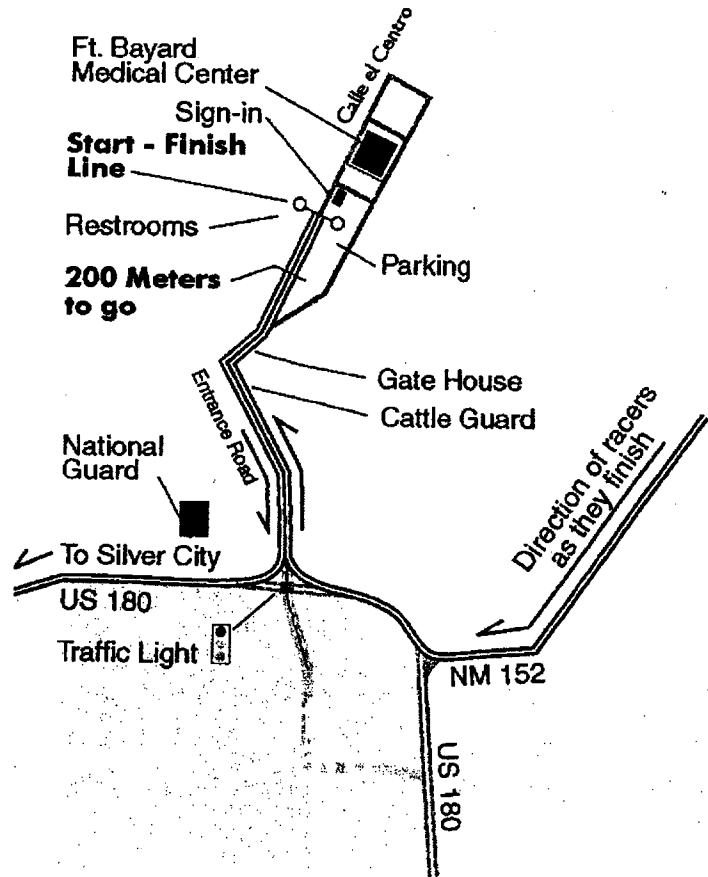 Ft. Bayard
Medical Center
Calle el Centro
Sign-in
Start - Finish
Line
Restrooms
200 Meters
to go
Parking
Gate House
Cattle Guard
Entrance Road
National
Guard
Direction of racers
as they finish
To Silver City
US 180
Traffic Light
NM 152
US 180